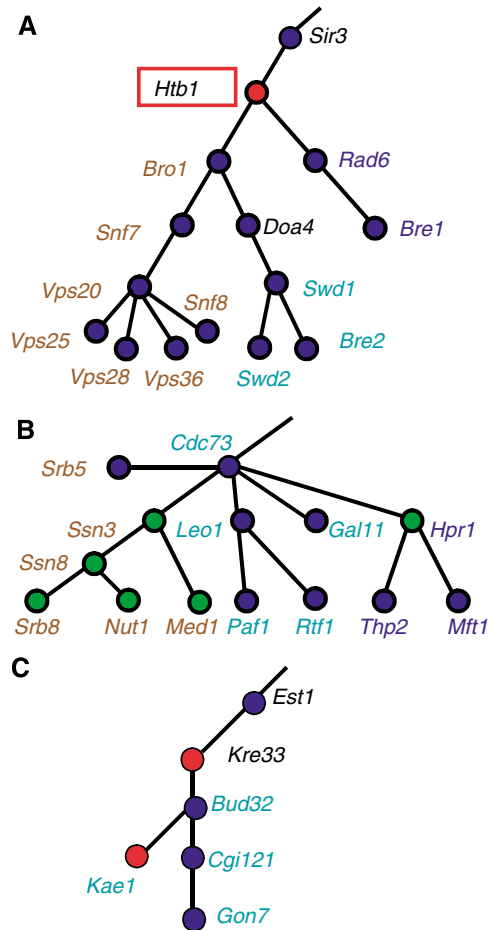 A
Sir3
Htb1
Bro1
Rad6
Snf7
Doa4
Bre1
Vps20
Snf8
Swd1
Vps25
Bre2
Vps28
Vps36
Swd2
B
Cdc73
Srb5
Ssn3
Leo1
Gal11
Hpr1
Ssn8
Srb8
Nut1
Med1
Paf1
Rtf1
Thp2
Mft1
C
Est1
Kre33
Bud32
Cgi121
Kae1
Gon7